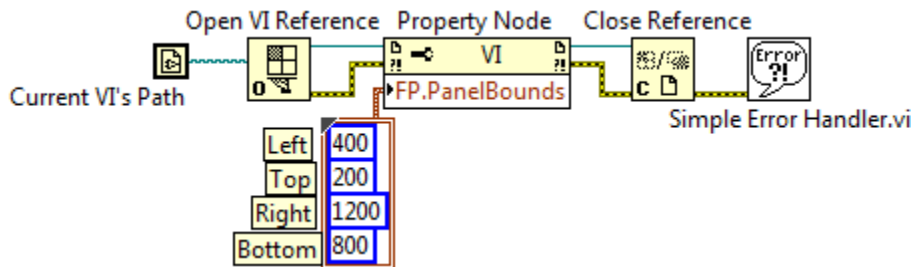 Open VI Reference Property Node Close Reference
VI
Error
?!
?! ?!
O
C
FP.PanelBounds
Current VI's Path
Simple Error Handler.vi
Left 400
Top 200
Right 1200
Bottom 800